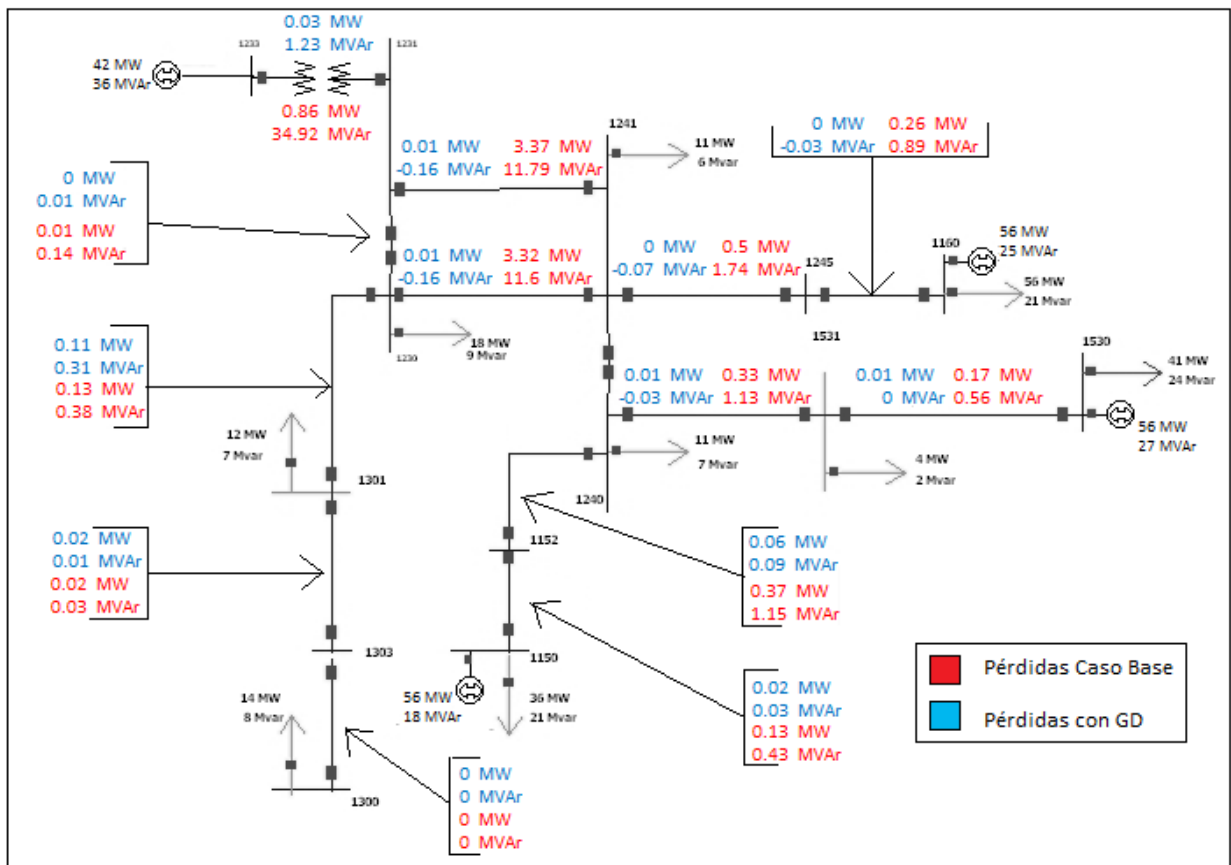 0.03 MW
1.23 MVAr
1233
1231
42 MW
36 MVAr
0.86 MW
34.92 MVAr
1241
11 MW
6 Mvar
0 MW 0.26 MW
-0.03 MVAr 0.89 MVAr
0.01 MW 3.37 MW
-0.16 MVAr 11.79 MVAr
0 MW
0.01 MVAr
0.01 MW
0.14 MVAr
0.01 MW 3.32 MW
-0.16 MVAr 11.6 MVAr
0 MW 0.5 MW
-0.07 MVAr 1.74 MVAr
1245
1160
56 MW
25 MVAr
56 MW
21 Mvar
18 MW
9 Mvar
1230
1531
1530
41 MW
24 Mvar
56 MW
27 MVAr
0.11 MW
0.31 MVAr
0.13 MW
0.38 MVAr
0.01 MW 0.33 MW
-0.03 MVAr 1.13 MVAr
0.01 MW 0.17 MW
0 MVAr 0.56 MVAr
12 MW
7 Mvar
1301
11 MW
7 Mvar
4 MW
2 Mvar
1240
0.02 MW
0.01 MVAr
0.02 MW
0.03 MVAr
1152
0.06 MW
0.09 MVAr
0.37 MW
1.15 MVAr
1303
1150
14 MW
8 Mvar
56 MW
18 MVAr
36 MW
21 Mvar
0.02 MW
0.03 MVAr
0.13 MW
0.43 MVAr
1300
0 MW
0 MVAr
0 MW
0 MVAr
Pérdidas Caso Base
Pérdidas con GD